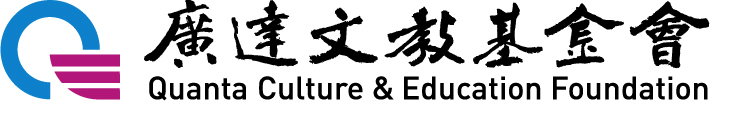 廣達文教基金會
Quanta Culture & Education Foundation